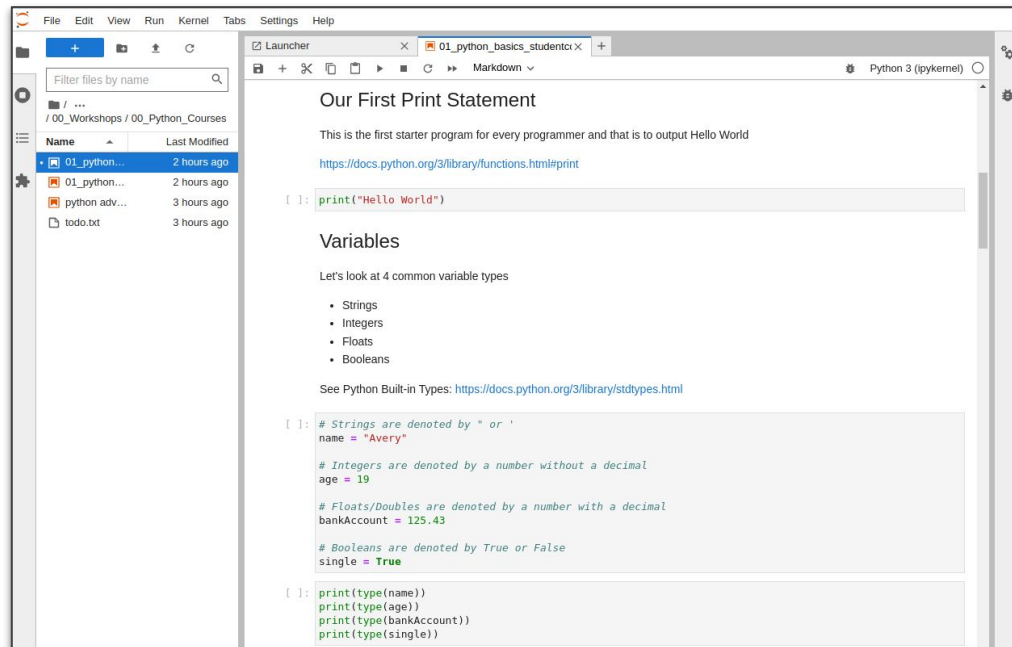 File Edit View Run Kernel Tabs Settings Help
Filter files by name
/ ...
/ 00_Workshops / 00_Python_Courses
Name Last Modified
01_python... 2 hours ago
01_python... 2 hours ago
python adv... 3 hours ago
todo.txt 3 hours ago
Launcher
01_python_basics_studentco
Markdown
Python 3 (ipykernel)
Our First Print Statement
This is the first starter program for every programmer and that is to output Hello World
https://docs.python.org/3/library/functions.html#print
[ ]: print("Hello World")
Variables
Let's look at 4 common variable types
• Strings
• Integers
• Floats
• Booleans
See Python Built-in Types: https://docs.python.org/3/library/stdtypes.html
[ ]: # Strings are denoted by " or '
name = "Avery"
# Integers are denoted by a number without a decimal
age = 19
# Floats/Doubles are denoted by a number with a decimal
bankAccount = 125.43
# Booleans are denoted by True or False
single = True
[ ]: print(type(name))
print(type(age))
print(type(bankAccount))
print(type(single))